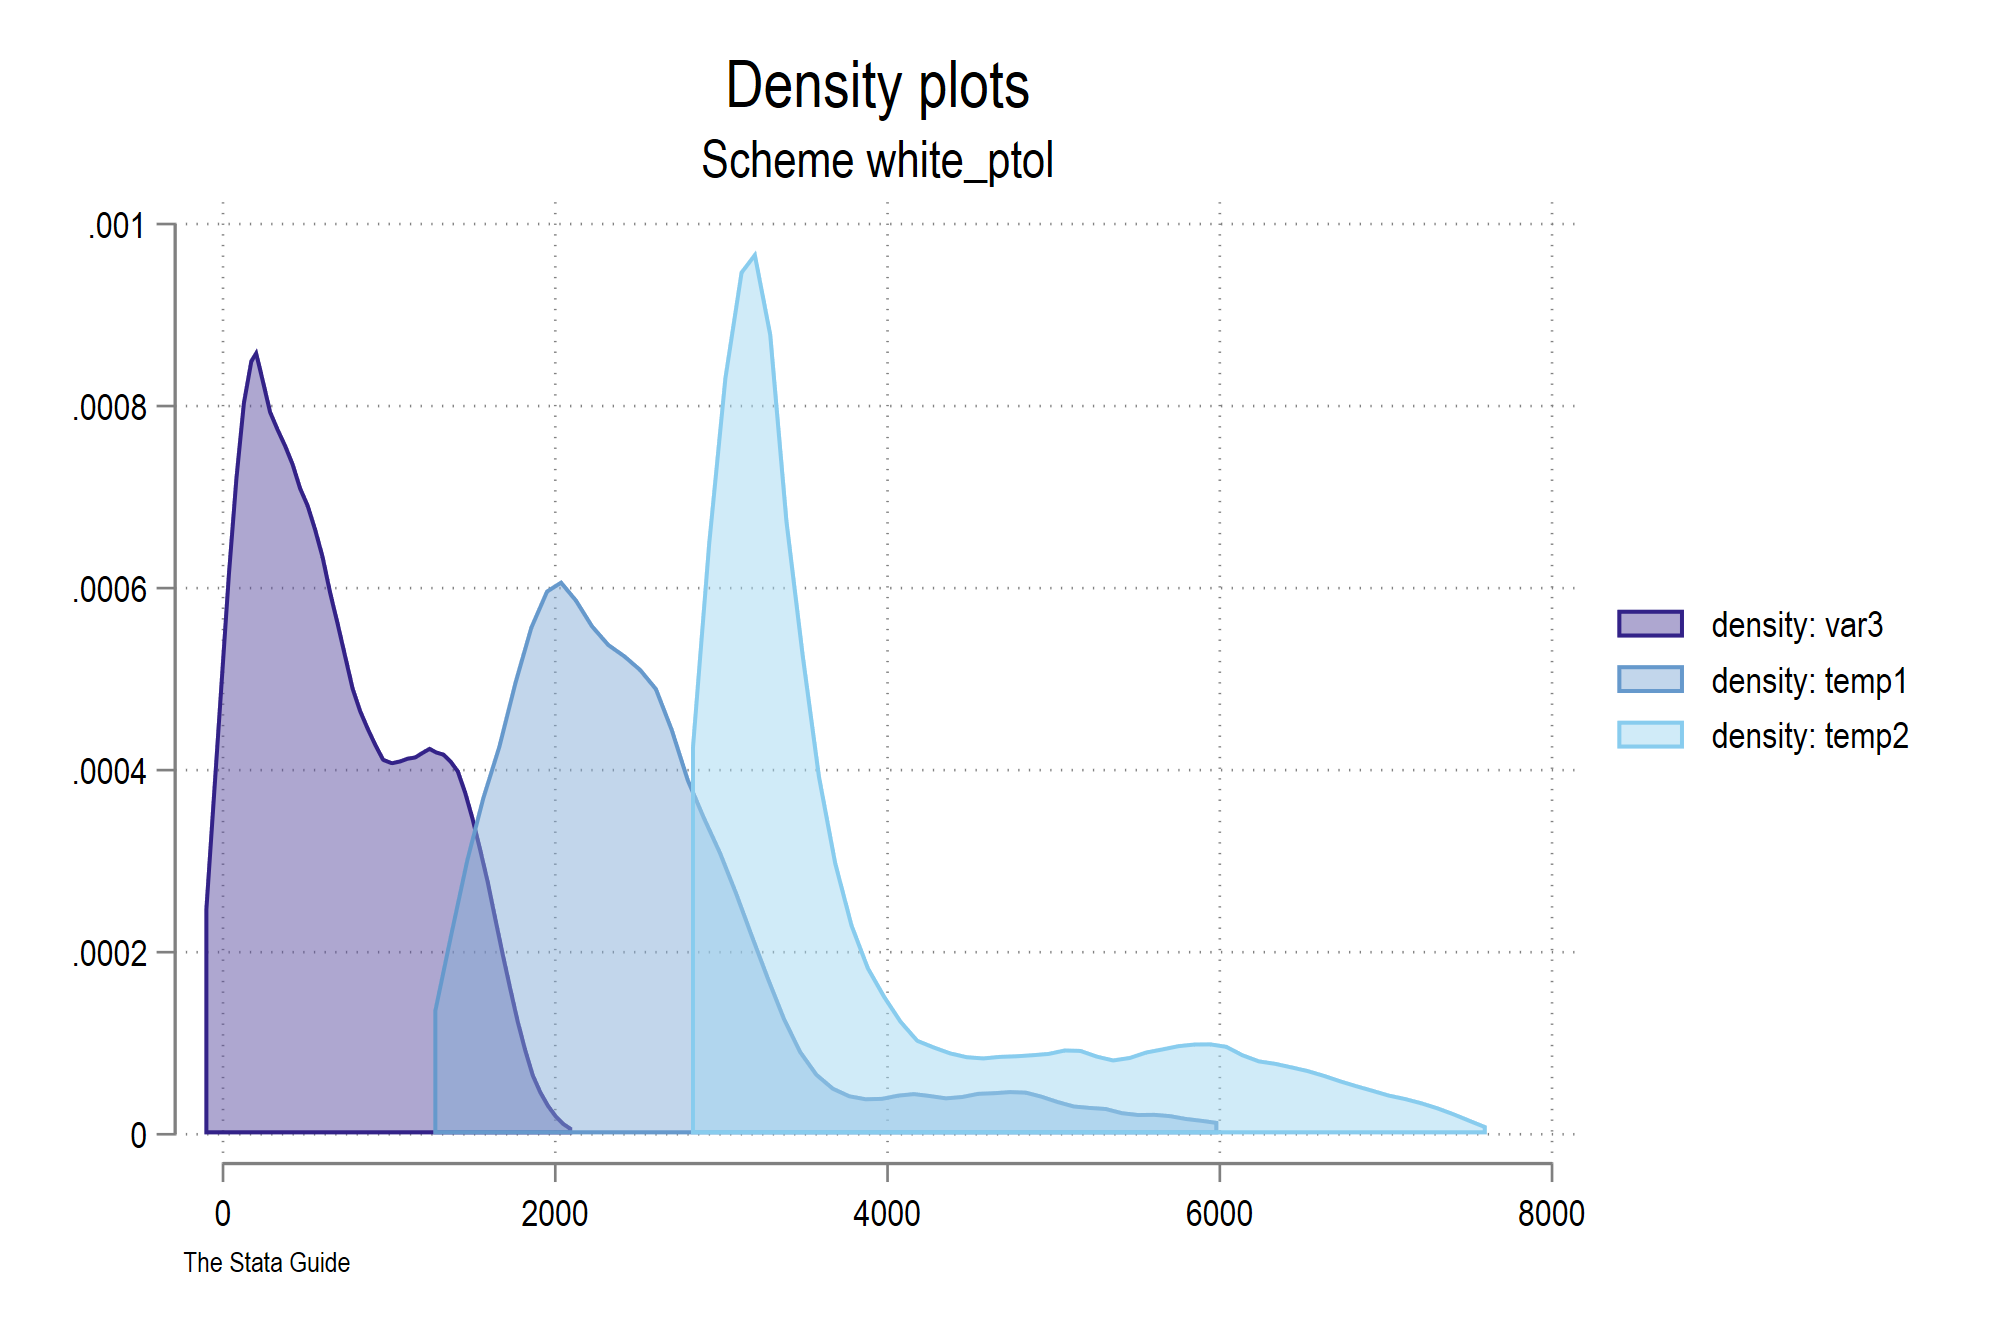 Density plots
Scheme white_ptol
.001
.0008
.0006
.0004
.0002
0
0 2000 4000 6000 8000
density: var3
density: temp1
density: temp2
The Stata Guide